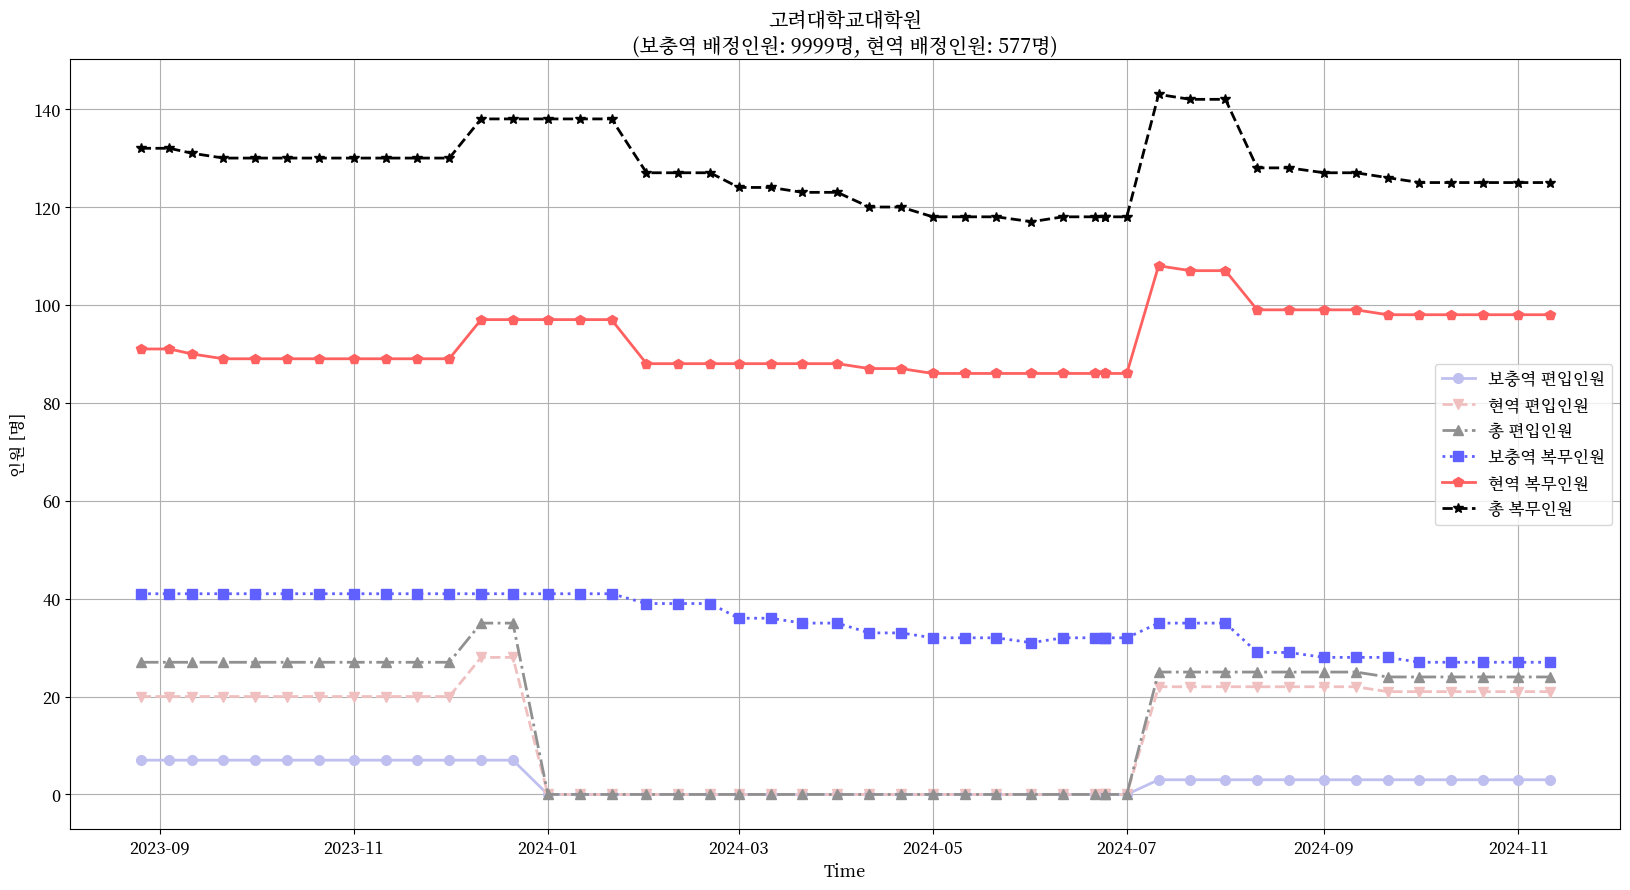 고려대학교대학원
(보충역 배정인원: 9999명, 현역 배정인원: 577명)
인원 [명]
140
120
100
80
60
40
20
0
보충역 편입인원
현역 편입인원
총 편입인원
보충역 복무인원
현역 복무인원
총 복무인원
2023-09
2023-11
2024-01
2024-03
2024-05
2024-07
2024-09
2024-11
Time